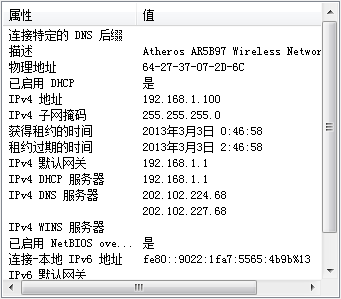 属性 值
连接特定的 DNS 后缀
描述 Atheros AR5B97 Wireless Networ
物理地址 64-27-37-07-2D-6C
已启用 DHCP 是
IPv4 地址 192.168.1.100
IPv4 子网掩码 255.255.255.0
获得租约的时间 2013年3月3日 0:46:58
租约过期的时间 2013年3月3日 2:46:58
IPv4 默认网关 192.168.1.1
IPv4 DHCP 服务器 192.168.1.1
IPv4 DNS 服务器 202.102.224.68
202.102.227.68
IPv4 WINS 服务器
已启用 NetBIOS ove... 是
连接-本地 IPv6 地址 fe80::9022:1fa7:5565:4b9b%13
IPv6 默认网关